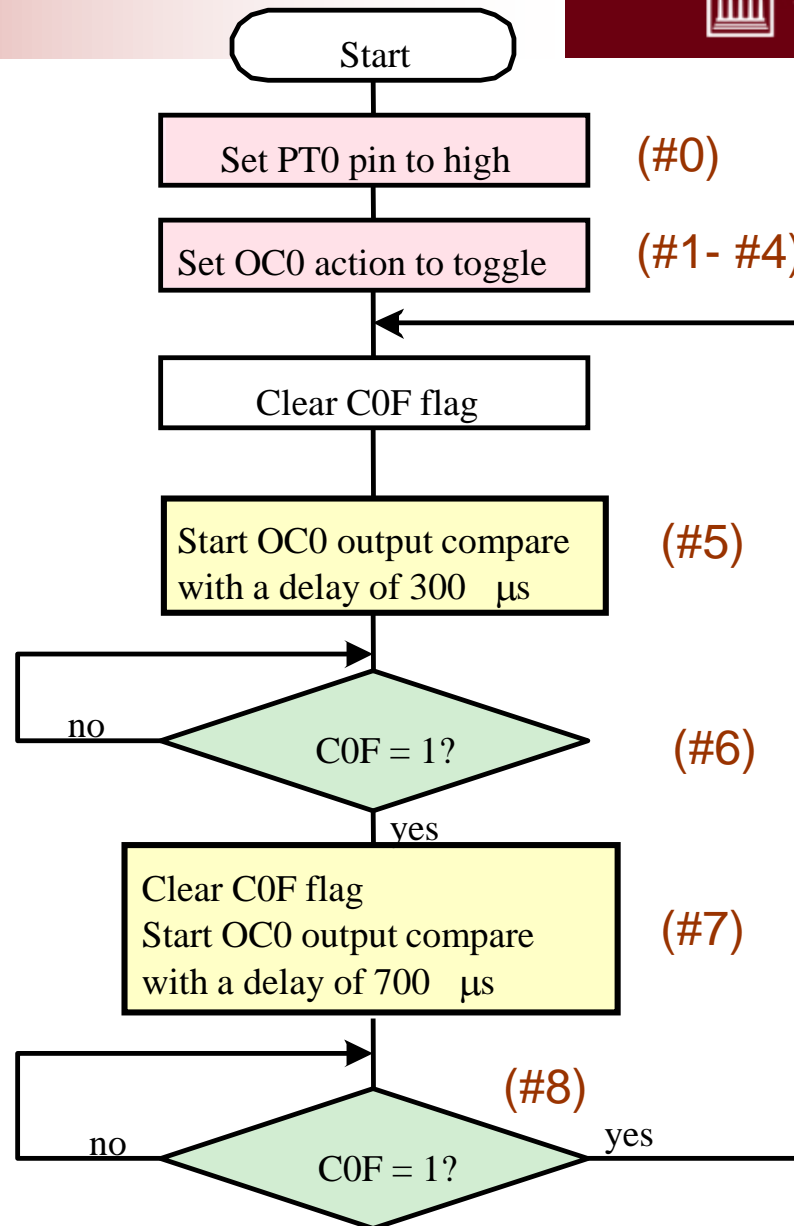 Start
Set PT0 pin to high
(#0)
Set OC0 action to toggle
(#1- #4)
Clear C0F flag
Start OC0 output compare
with a delay of 300 μs
(#5)
no
C0F = 1?
(#6)
yes
Clear C0F flag
Start OC0 output compare
with a delay of 700 μs
(#7)
(#8)
no
C0F = 1?
yes